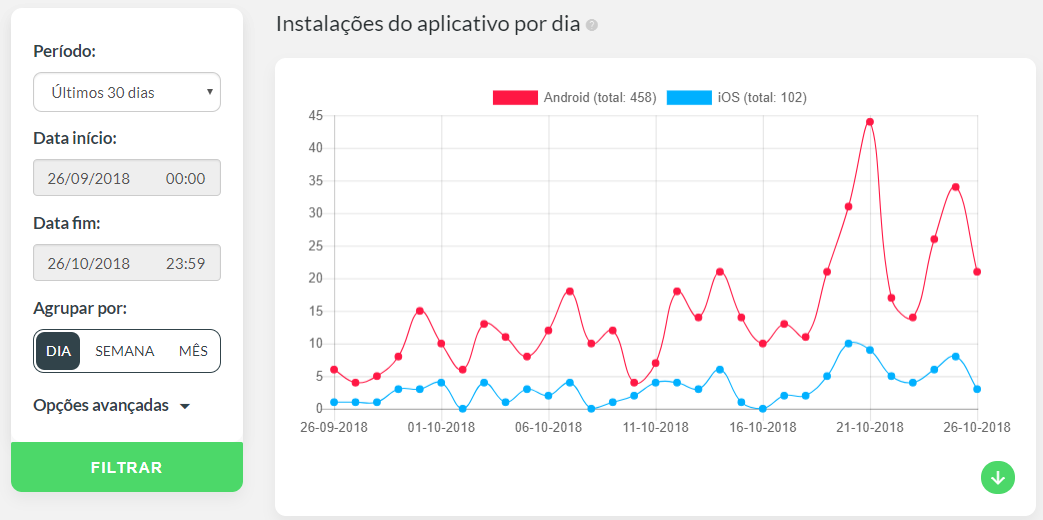 Período:
Últimos 30 dias
Data início:
26/09/2018 00:00
Data fim:
26/10/2018 23:59
Agrupar por:
DIA SEMANA MÊS
Opções avançadas
FILTRAR
Instalações do aplicativo por dia ?
Android (total: 458) iOS (total: 102)
45
40
35
30
25
20
15
10
5
0
26-09-2018 01-10-2018 06-10-2018 11-10-2018 16-10-2018 21-10-2018 26-10-2018